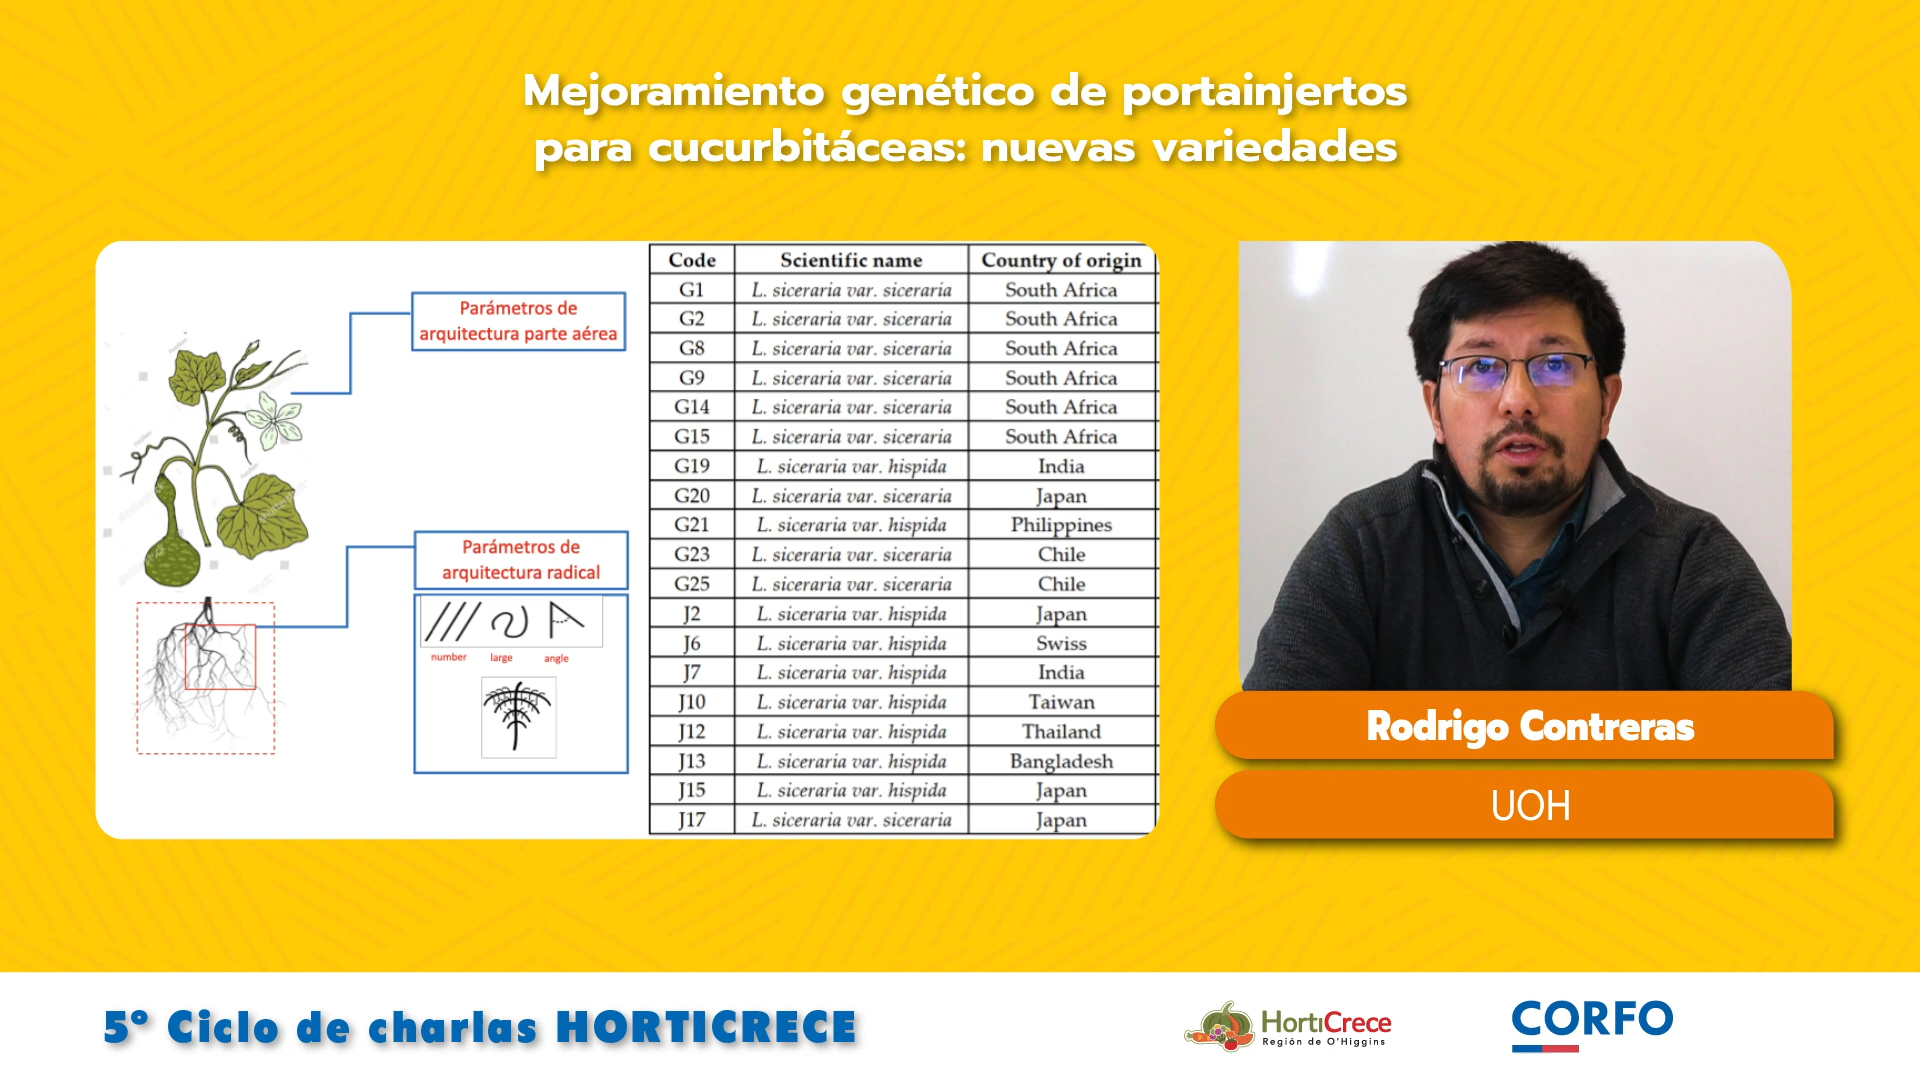 Mejoramiento genético de portainjertos
para cucurbitáceas: nuevas variedades
Parámetros de
arquitectura parte aérea
Parámetros de
arquitectura radical
number large angle
Code Scientific name Country of origin
G1 L. siceraria var. siceraria South Africa
G2 L. siceraria var. siceraria South Africa
G8 L. siceraria var. siceraria South Africa
G9 L. siceraria var. siceraria South Africa
G14 L. siceraria var. siceraria South Africa
G15 L. siceraria var. siceraria South Africa
G19 L. siceraria var. hispida India
G20 L. siceraria var. siceraria Japan
G21 L. siceraria var. hispida Philippines
G23 L. siceraria var. siceraria Chile
G25 L. siceraria var. siceraria Chile
J2 L. siceraria var. hispida Japan
J6 L. siceraria var. hispida Swiss
J7 L. siceraria var. hispida India
J10 L. siceraria var. hispida Taiwan
J12 L. siceraria var. hispida Thailand
J13 L. siceraria var. hispida Bangladesh
J15 L. siceraria var. hispida Japan
J17 L. siceraria var. siceraria Japan
Rodrigo Contreras
UOH
5º Ciclo de charlas HORTICRECE
HortiCrece
Región de O'Higgins
CORFO